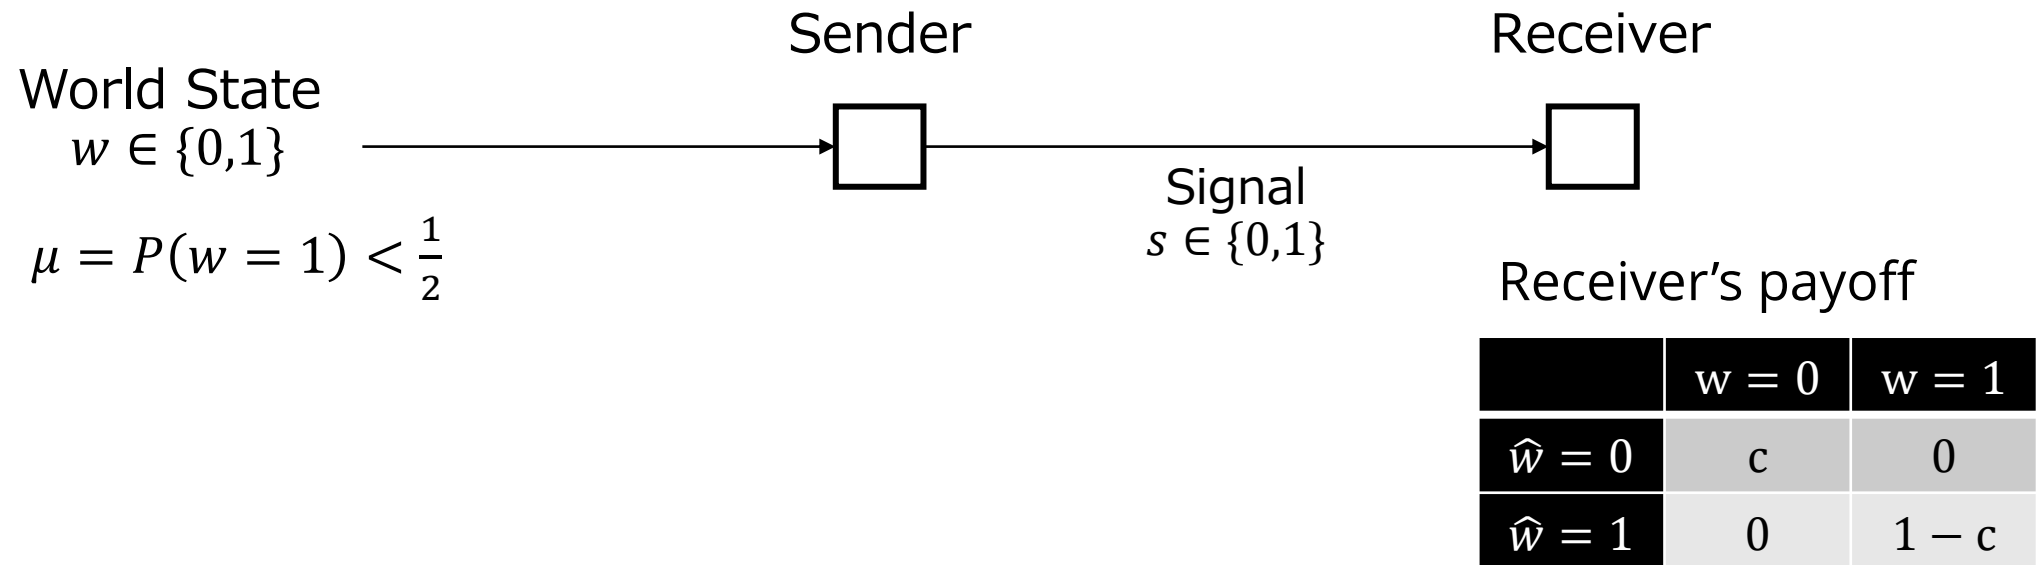 Sender
Receiver
World State
w ∈ {0,1}
Signal
s ∈ {0,1}
μ = P(w = 1) < 1/2
Receiver's payoff
w = 0 w = 1
ŵ = 0 c 0
ŵ = 1 0 1 − c